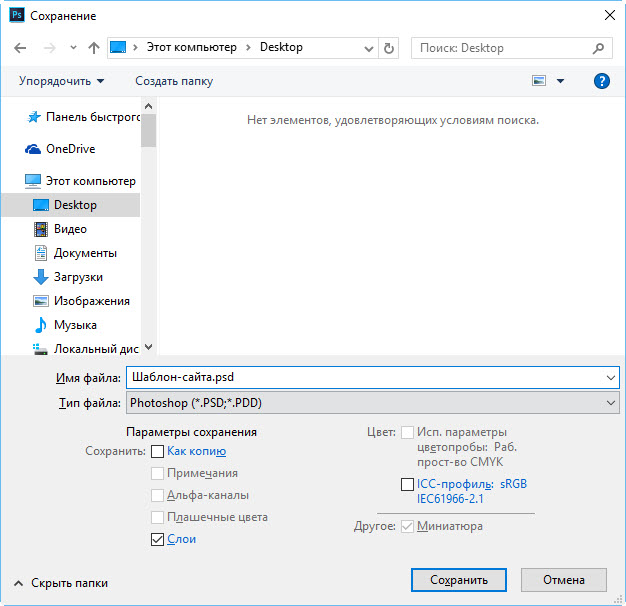 Ps Сохранение
Этот компьютер > Desktop
Поиск: Desktop
Упорядочить
Создать папку
?
Панель быстрого
OneDrive
Этот компьютер
Desktop
Видео
Документы
Загрузки
Изображения
Музыка
Локальный дис
Нет элементов, удовлетворяющих условиям поиска.
Имя файла: Шаблон-сайта.psd
Тип файла: Photoshop (*.PSD;*.PDD)
Параметры сохранения
Сохранить: Как копию
Примечания
Альфа-каналы
Плашечные цвета
Слои
Цвет: Исп. параметры
цветопробы: Раб.
прост-во CMYK
ICC-профиль: sRGB
IEC61966-2.1
Другое: Миниатюра
Скрыть папки
Сохранить
Отмена